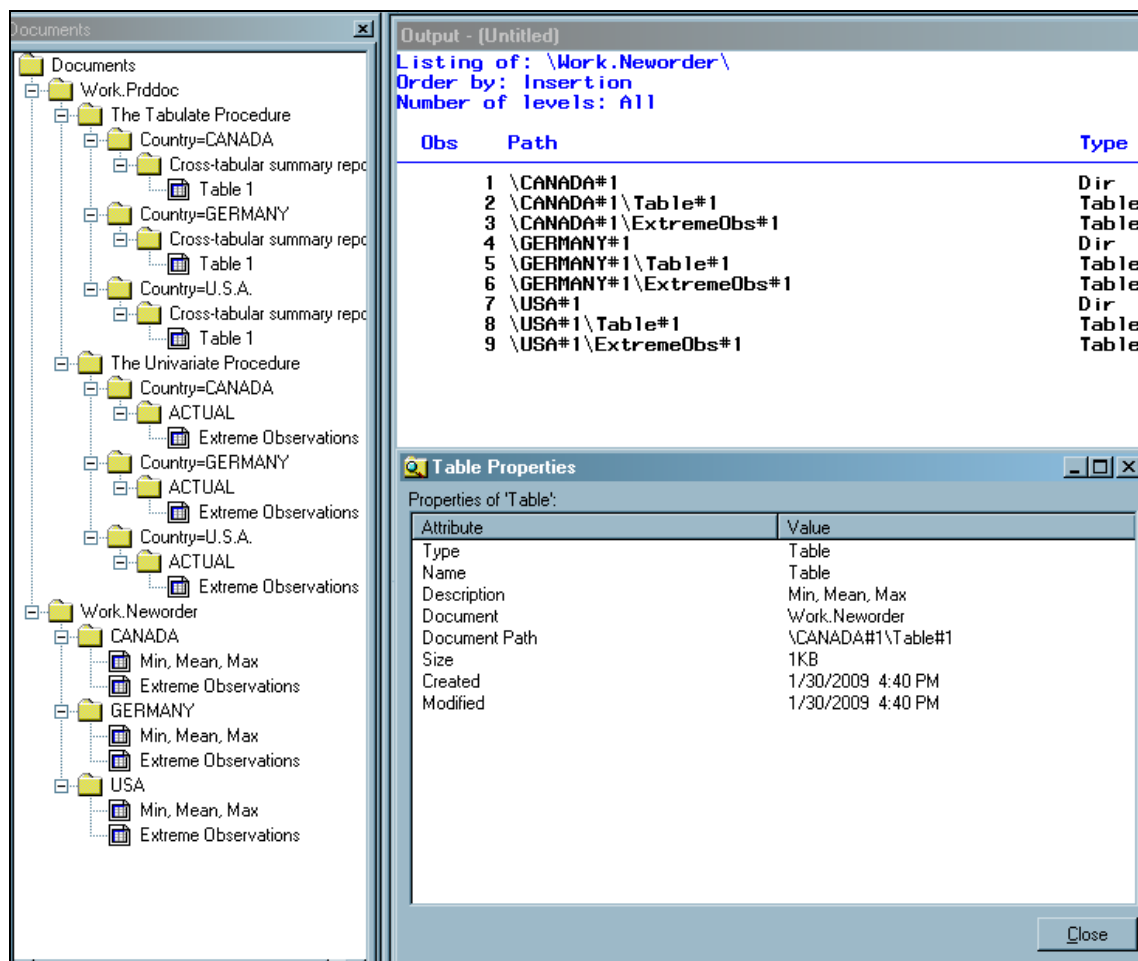 Documents
Documents
Work.Prddoc
The Tabulate Procedure
Country=CANADA
Cross-tabular summary repo
Table 1
Country=GERMANY
Cross-tabular summary repo
Table 1
Country=U.S.A.
Cross-tabular summary repo
Table 1
The Univariate Procedure
Country=CANADA
ACTUAL
Extreme Observations
Country=GERMANY
ACTUAL
Extreme Observations
Country=U.S.A.
ACTUAL
Extreme Observations
Work.Neworder
CANADA
Min, Mean, Max
Extreme Observations
GERMANY
Min, Mean, Max
Extreme Observations
USA
Min, Mean, Max
Extreme Observations
Output - (Untitled)
Listing of: \Work.Neworder\
Order by: Insertion
Number of levels: All
Obs Path Type
1 \CANADA#1 Dir
2 \CANADA#1\Table#1 Table
3 \CANADA#1\ExtremeObs#1 Table
4 \GERMANY#1 Dir
5 \GERMANY#1\Table#1 Table
6 \GERMANY#1\ExtremeObs#1 Table
7 \USA#1 Dir
8 \USA#1\Table#1 Table
9 \USA#1\ExtremeObs#1 Table
Table Properties
Properties of 'Table':
Attribute Value
Type Table
Name Table
Description Min, Mean, Max
Document Work.Neworder
Document Path \CANADA#1\Table#1
Size 1KB
Created 1/30/2009 4:40 PM
Modified 1/30/2009 4:40 PM
Close